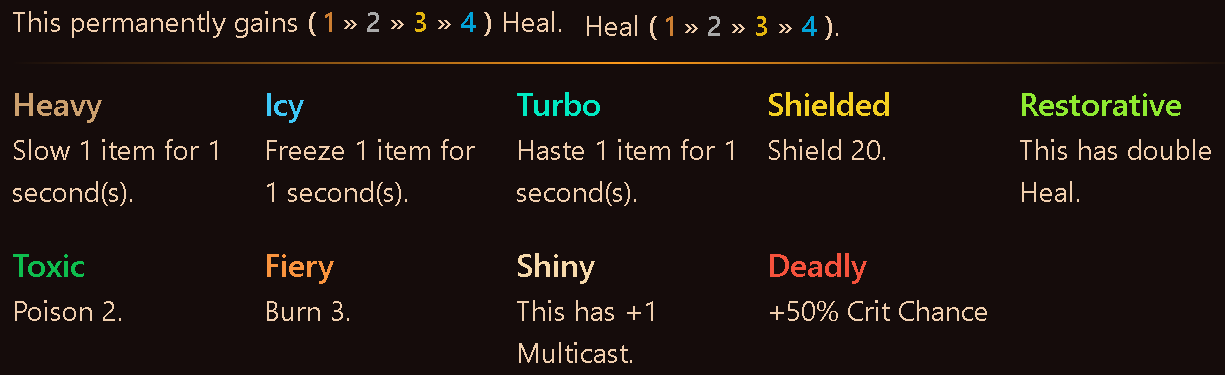 This permanently gains ( 1 » 2 » 3 » 4 ) Heal. Heal ( 1 » 2 » 3 » 4 ).
Heavy
Slow 1 item for 1
second(s).
Icy
Freeze 1 item for
1 second(s).
Turbo
Haste 1 item for 1
second(s).
Shielded
Shield 20.
Restorative
This has double
Heal.
Toxic
Poison 2.
Fiery
Burn 3.
Shiny
This has +1
Multicast.
Deadly
+50% Crit Chance